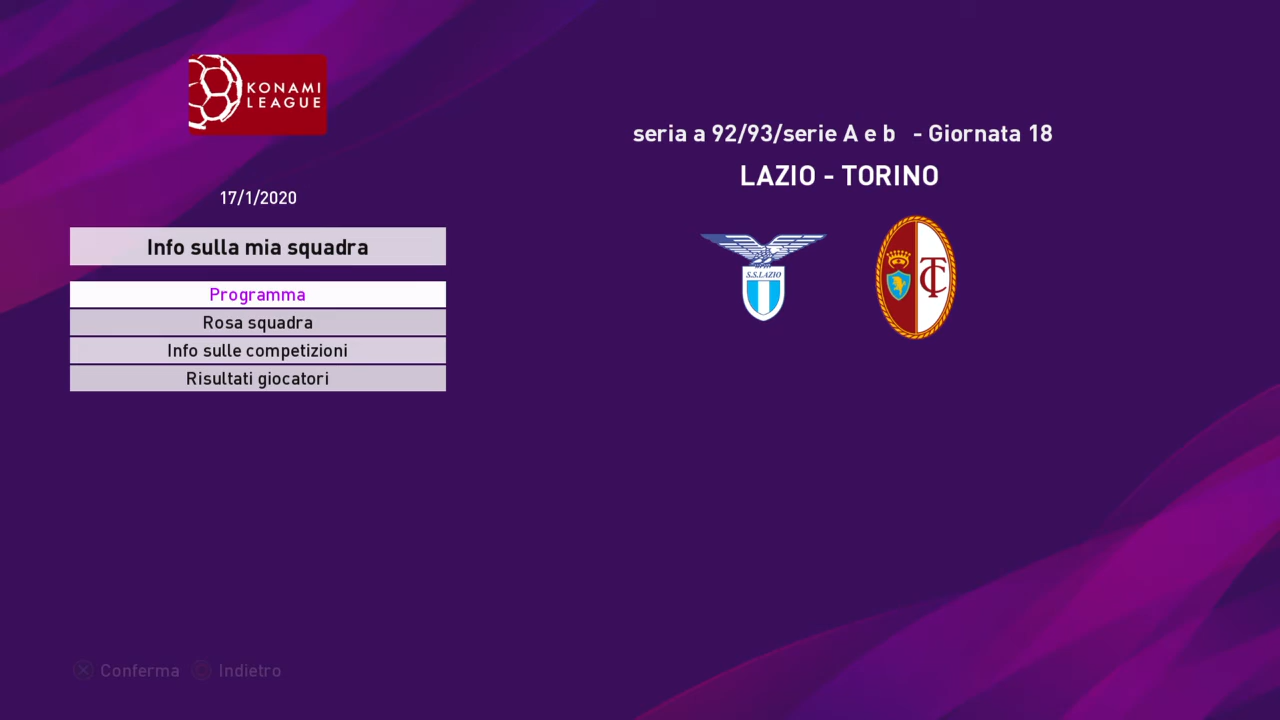 KONAMI
LEAGUE
17/1/2020
Info sulla mia squadra
Programma
Rosa squadra
Info sulle competizioni
Risultati giocatori
seria a 92/93/serie A e b - Giornata 18
LAZIO - TORINO
S.S.LAZIO
TC
Conferma
Indietro